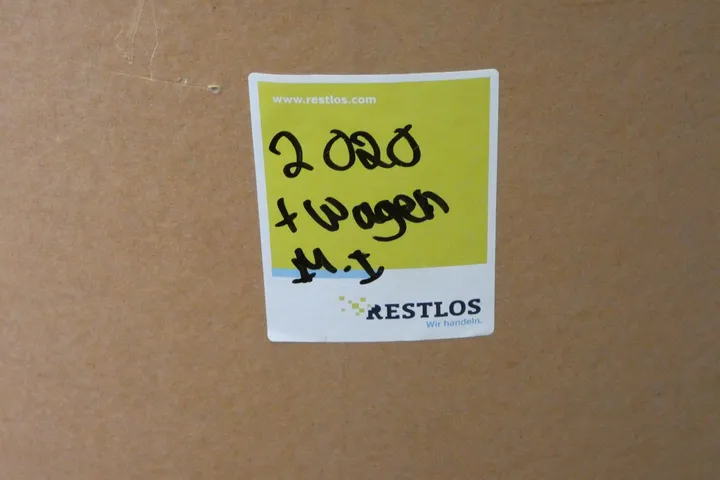 www.restlos.com
2020
+ wagen
M.I
RESTLOS
Wir handeln.